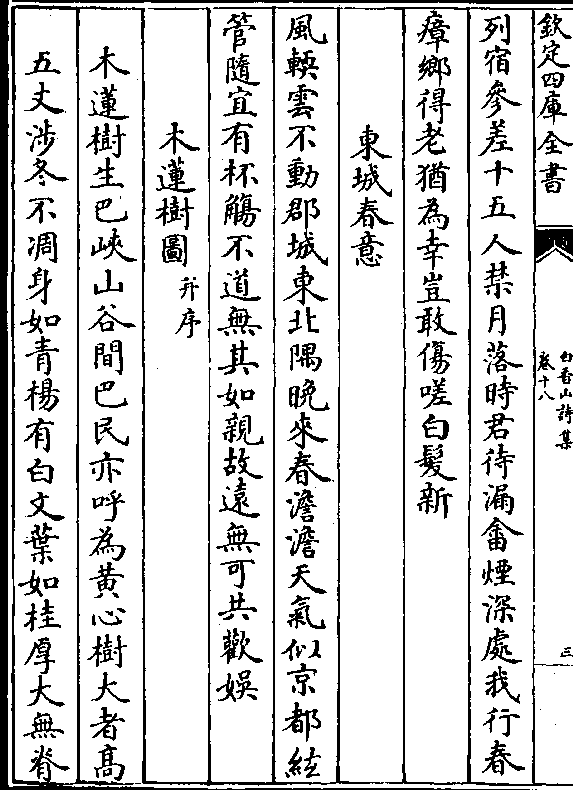 欽定四庫全書
白香山詩集
卷十八
三
列宿參差十五人禁月落時君待漏畬煙深處我行春
瘴鄉得老猶為幸豈敢傷嗟白髮新
東城春意
風輭雲不動郡城東北隅晩來春澹澹天氣似京都絃
管隨宜有杯觴不道無其如親故遠無可共歡娛
木蓮樹圖并序
木蓮樹生巴峽山谷間巴民亦呼為黃心樹大者高
五丈涉冬不凋身如青楊有白文葉如桂厚大無脊